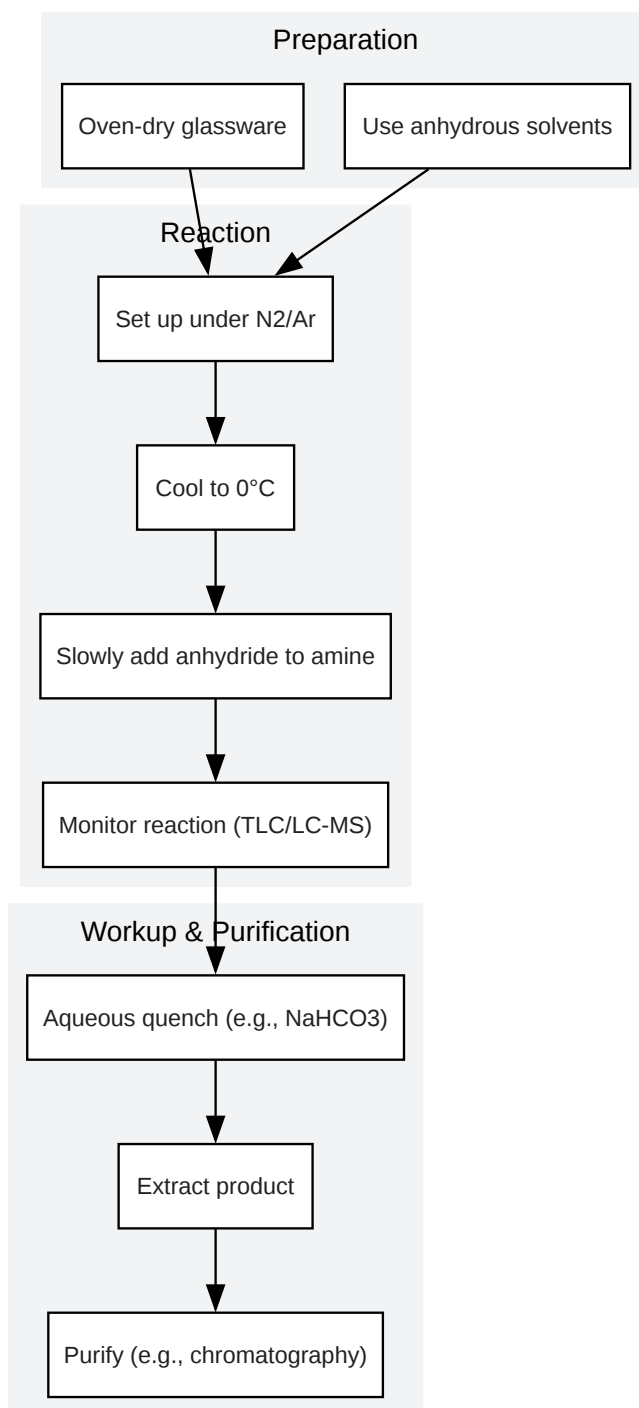 Preparation
Oven-dry glassware
Use anhydrous solvents
Reaction
Set up under N2/Ar
Cool to 0°C
Slowly add anhydride to amine
Monitor reaction (TLC/LC-MS)
Workup & Purification
Aqueous quench (e.g., NaHCO3)
Extract product
Purify (e.g., chromatography)